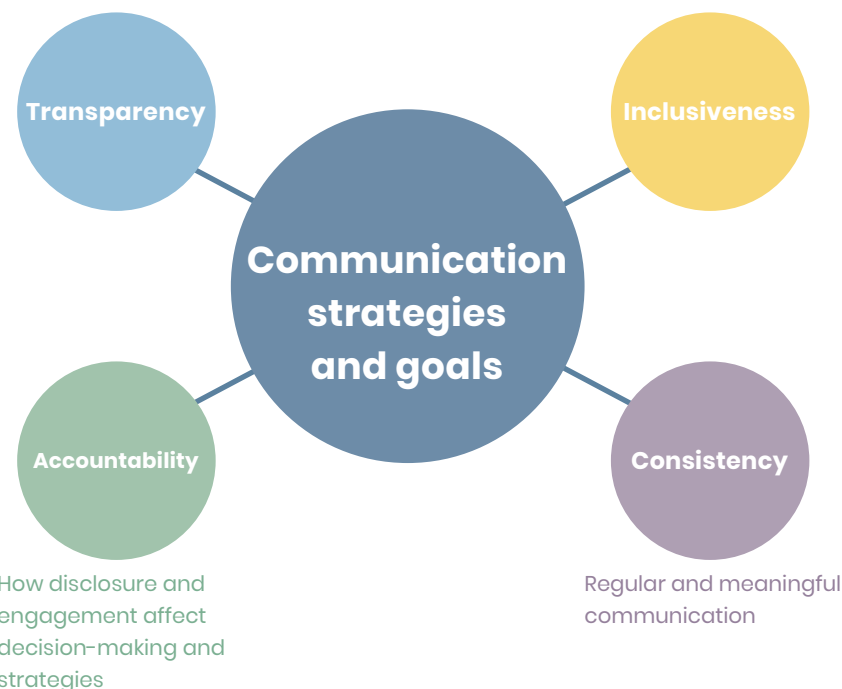 Transparency
Inclusiveness
Communication
strategies
and goals
Accountability
Consistency
How disclosure and
engagement affect
decision-making and
strategies
Regular and meaningful
communication